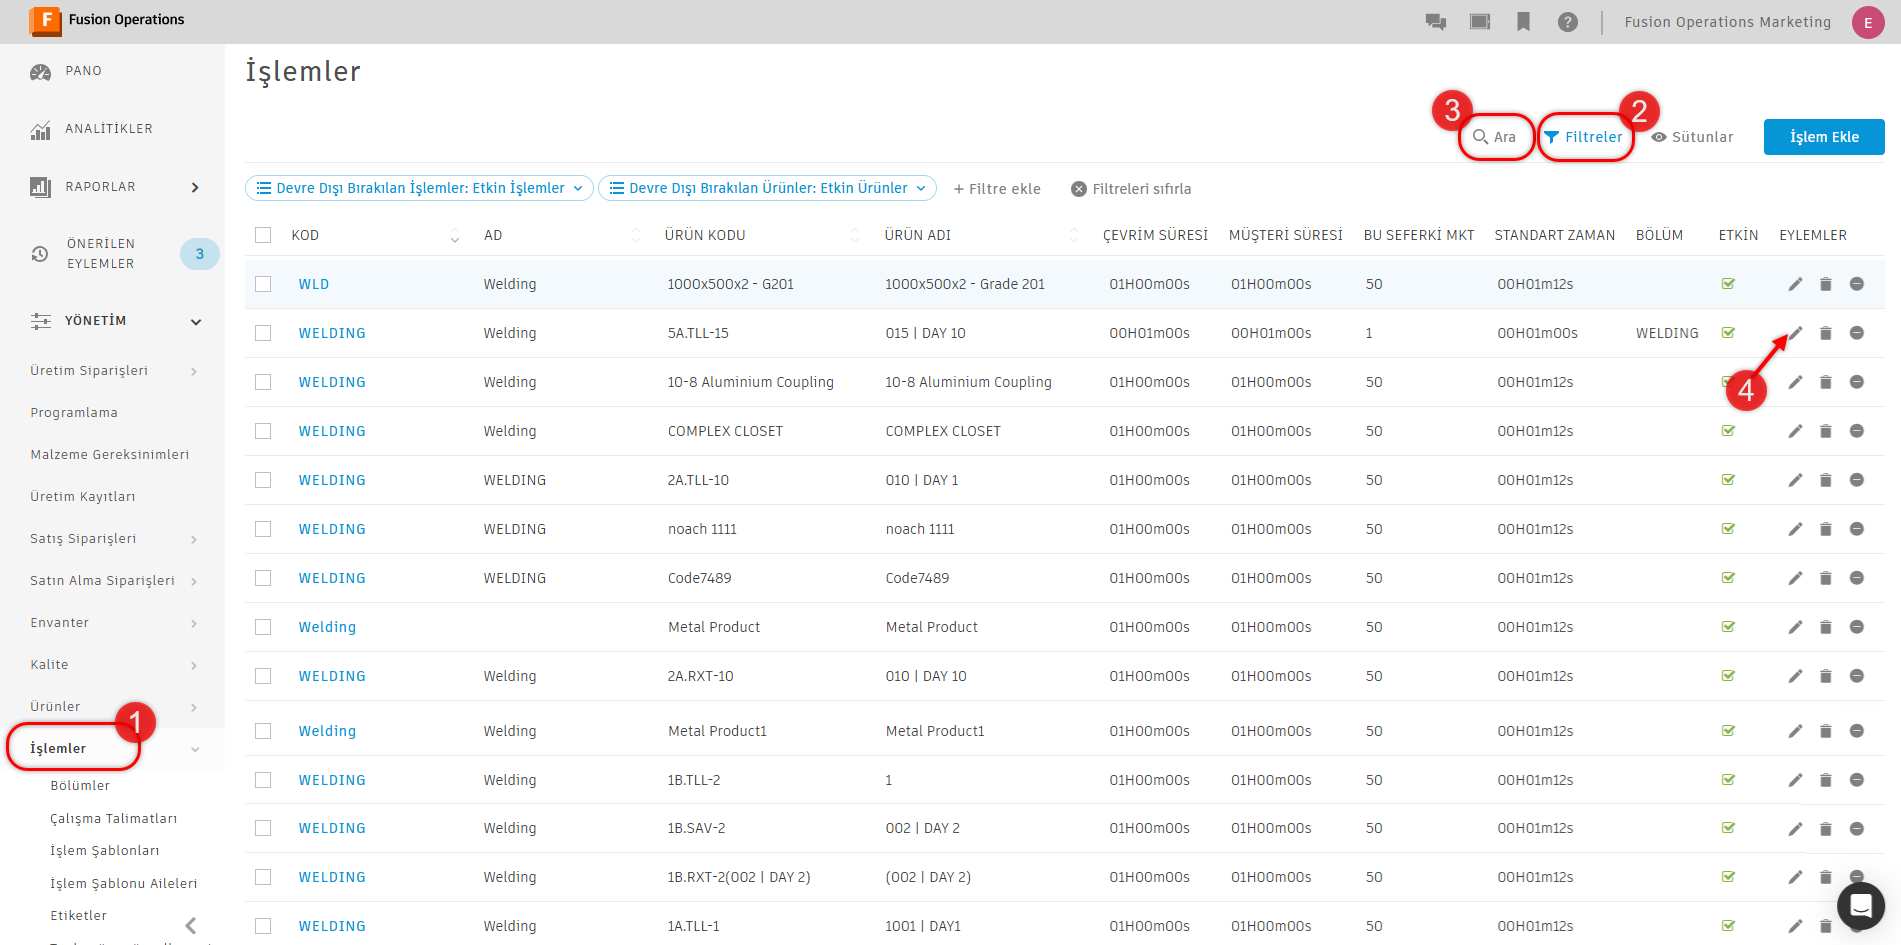 Fusion Operations
Fusion Operations Marketing
E
PANO
ANALİTİKLER
RAPORLAR
ÖNERİLEN
EYLEMLER
3
YÖNETİM
Üretim Siparişleri
Programlama
Malzeme Gereksinimleri
Üretim Kayıtları
Satış Siparişleri
Satın Alma Siparişleri
Envanter
Kalite
Ürünler
1
İşlemler
Bölümler
Çalışma Talimatları
İşlem Şablonları
İşlem Şablonu Aileleri
Etiketler
İşlemler
3
2
Ara
Filtreler
Sütunlar
İşlem Ekle
Devre Dışı Bırakılan İşlemler: Etkin İşlemler
Devre Dışı Bırakılan Ürünler: Etkin Ürünler
+ Filtre ekle
Filtreleri sıfırla
KOD AD ÜRÜN KODU ÜRÜN ADI ÇEVRİM SÜRESİ MÜŞTERİ SÜRESİ BU SEFERKİ MKT STANDART ZAMAN BÖLÜM ETKİN EYLEMLER
WLD Welding 1000x500x2 - G201 1000x500x2 - Grade 201 01H00m00s 01H00m00s 50 00H01m12s
WELDING Welding 5A.TLL-15 015 | DAY 10 00H01m00s 00H01m00s 1 00H01m00s WELDING
WELDING Welding 10-8 Aluminium Coupling 10-8 Aluminium Coupling 01H00m00s 01H00m00s 50 00H01m12s
4
WELDING Welding COMPLEX CLOSET COMPLEX CLOSET 01H00m00s 01H00m00s 50 00H01m12s
WELDING WELDING 2A.TLL-10 010 | DAY 1 01H00m00s 01H00m00s 50 00H01m12s
WELDING WELDING noach 1111 noach 1111 01H00m00s 01H00m00s 50 00H01m12s
WELDING WELDING Code7489 Code7489 01H00m00s 01H00m00s 50 00H01m12s
Welding Metal Product Metal Product 01H00m00s 01H00m00s 50 00H01m12s
WELDING Welding 2A.RXT-10 010 | DAY 10 01H00m00s 01H00m00s 50 00H01m12s
Welding Welding Metal Product1 Metal Product1 01H00m00s 01H00m00s 50 00H01m12s
WELDING Welding 1B.TLL-2 1 01H00m00s 01H00m00s 50 00H01m12s
WELDING Welding 1B.SAV-2 002 | DAY 2 01H00m00s 01H00m00s 50 00H01m12s
WELDING Welding 1B.RXT-2(002 | DAY 2) (002 | DAY 2) 01H00m00s 01H00m00s 50 00H01m12s
WELDING Welding 1A.TLL-1 1001 | DAY1 01H00m00s 01H00m00s 50 00H01m12s